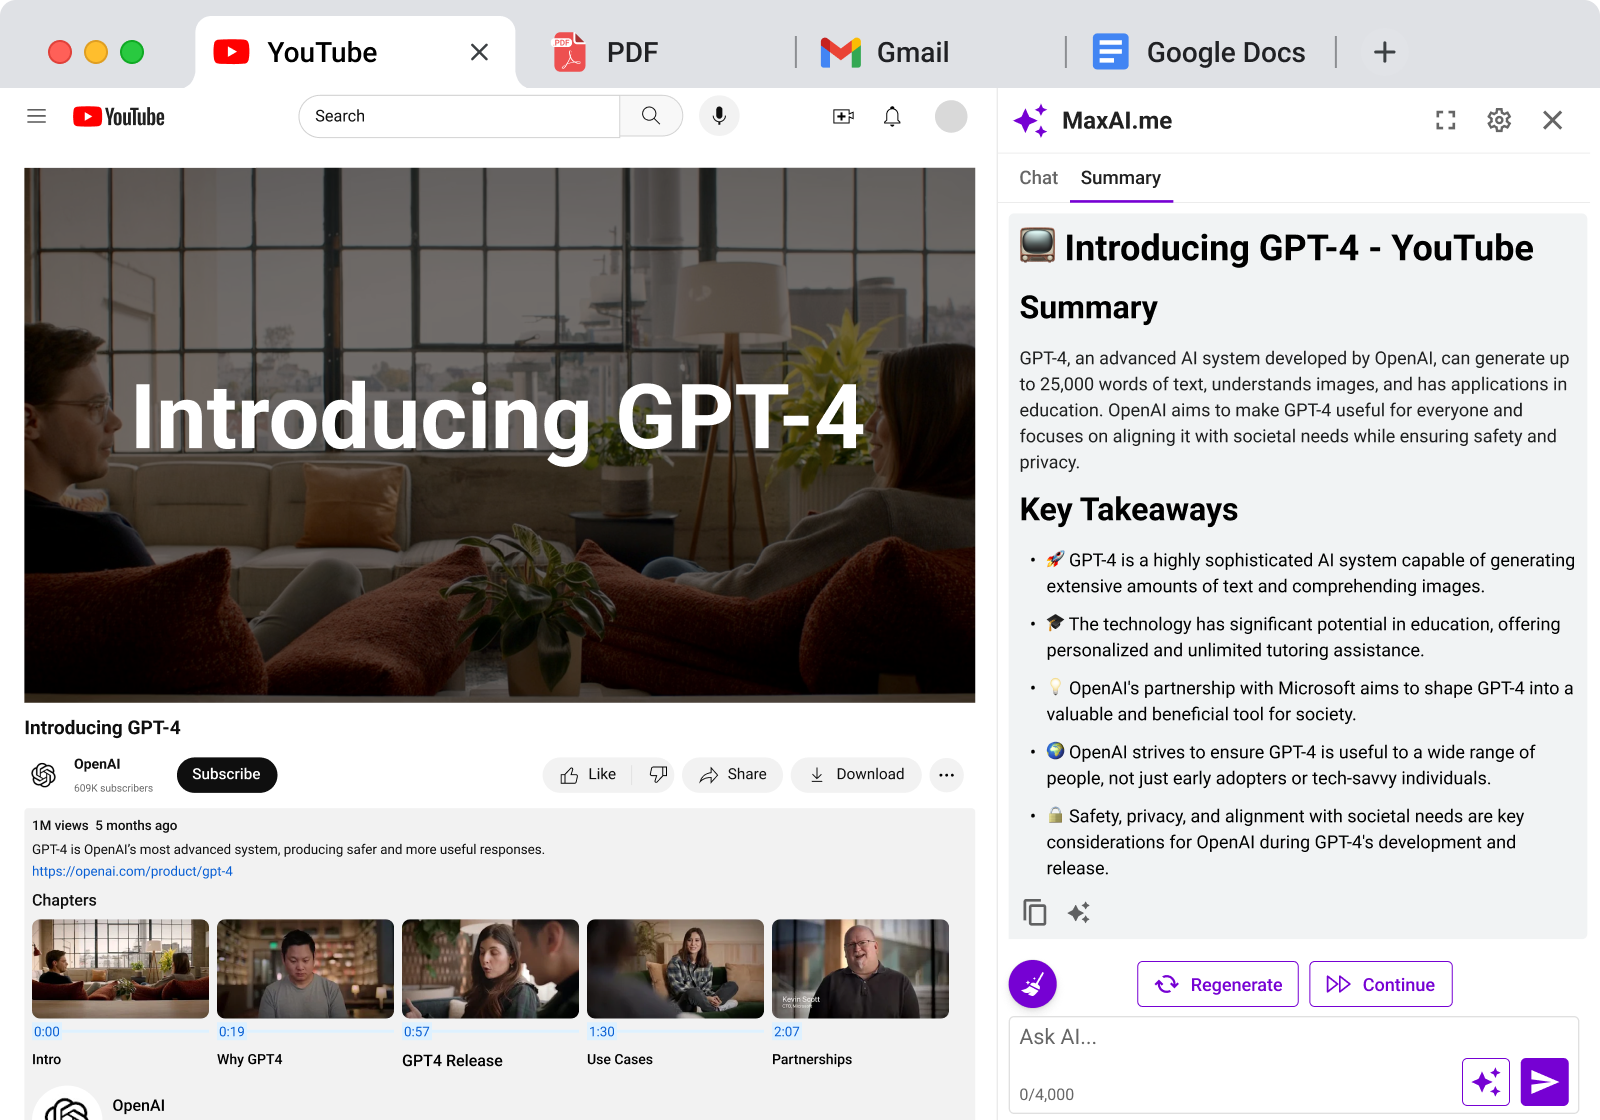 YouTube
PDF
Gmail
Google Docs
YouTube
Search
Introducing GPT-4
Introducing GPT-4
OpenAI
609K subscribers
Subscribe
Like
Share
Download
1M views 5 months ago
GPT-4 is OpenAI’s most advanced system, producing safer and more useful responses.
https://openai.com/product/gpt-4
Chapters
Kevin Scott
CTO, Microsoft
0:00
0:19
0:57
1:30
2:07
Intro
Why GPT4
GPT4 Release
Use Cases
Partnerships
OpenAI
MaxAI.me
Chat
Summary
Introducing GPT-4 - YouTube
Summary
GPT-4, an advanced AI system developed by OpenAI, can generate up
to 25,000 words of text, understands images, and has applications in
education. OpenAI aims to make GPT-4 useful for everyone and
focuses on aligning it with societal needs while ensuring safety and
privacy.
Key Takeaways
• 🚀 GPT-4 is a highly sophisticated AI system capable of generating
extensive amounts of text and comprehending images.
• 🎓 The technology has significant potential in education, offering
personalized and unlimited tutoring assistance.
• 💡 OpenAI's partnership with Microsoft aims to shape GPT-4 into a
valuable and beneficial tool for society.
• 🌍 OpenAI strives to ensure GPT-4 is useful to a wide range of
people, not just early adopters or tech-savvy individuals.
• 🔒 Safety, privacy, and alignment with societal needs are key
considerations for OpenAI during GPT-4's development and
release.
Regenerate
Continue
Ask AI...
0/4,000